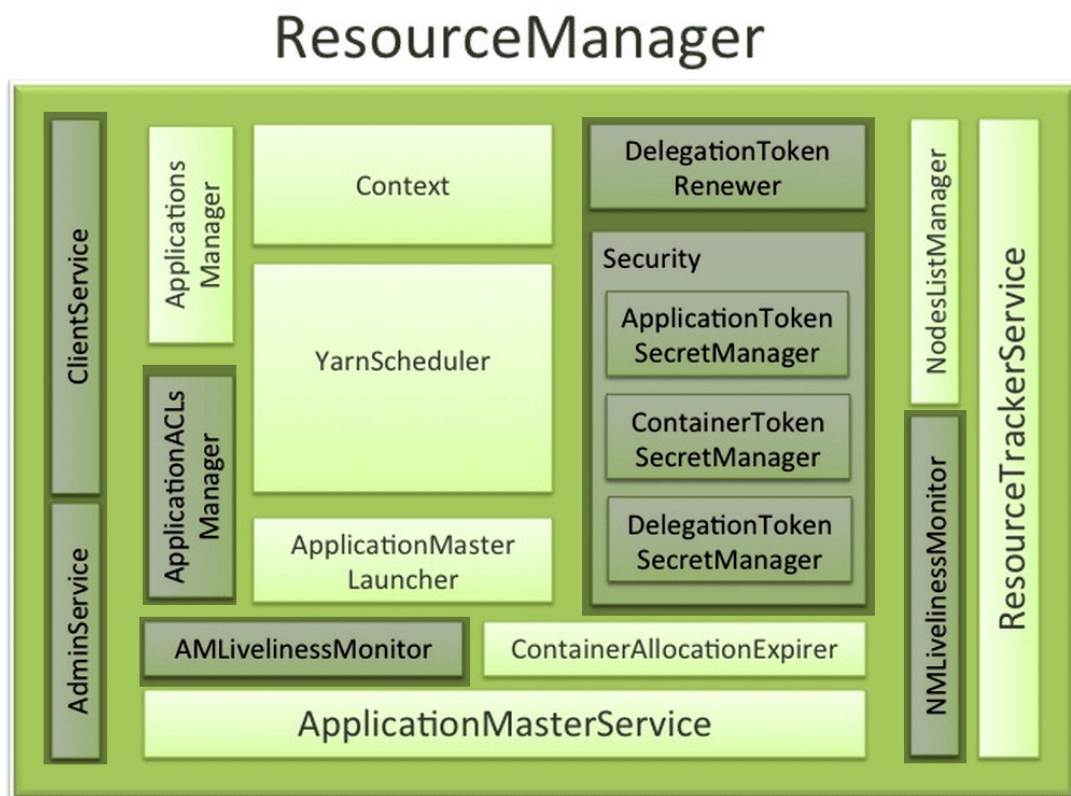 ResourceManager
ClientService
AdminService
Applications
Manager
ApplicationACLs
Manager
Context
YarnScheduler
ApplicationMaster
Launcher
DelegationToken
Renewer
Security
ApplicationToken
SecretManager
ContainerToken
SecretManager
DelegationToken
SecretManager
AMLivelinessMonitor
ContainerAllocationExpirer
ApplicationMasterService
NodesListManager
NMLivelinessMonitor
ResourceTrackerService